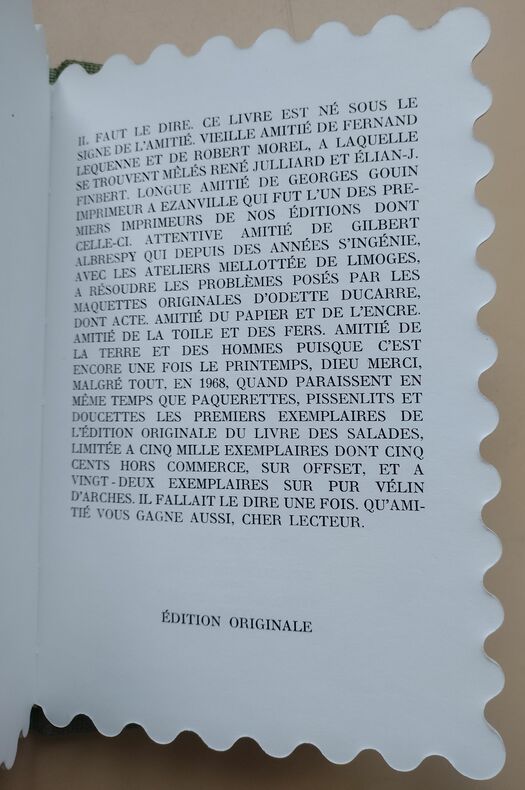 IL FAUT LE DIRE. CE LIVRE EST NÉ SOUS LE
SIGNE DE L'AMITIÉ. VIEILLE AMITIÉ DE FERNAND
LEQUENNE ET DE ROBERT MOREL, A LAQUELLE
SE TROUVENT MÊLÉS RENÉ JULLIARD ET ÉLIAN-J.
FINBERT. LONGUE AMITIÉ DE GEORGES GOUIN
IMPRIMEUR A EZANVILLE QUI FUT L'UN DES PRE-
MIERS IMPRIMEURS DE NOS ÉDITIONS DONT
CELLE-CI. ATTENTIVE AMITIÉ DE GILBERT
ALBRESPY QUI DEPUIS DES ANNÉES S'INGÉNIE,
AVEC LES ATELIERS MELLOTTÉE DE LIMOGES,
A RÉSOUDRE LES PROBLÈMES POSÉS PAR LES
MAQUETTES ORIGINALES D'ODETTE DUCARRE,
DONT ACTE. AMITIÉ DU PAPIER ET DE L'ENCRE.
AMITIÉ DE LA TOILE ET DES FERS. AMITIÉ DE
LA TERRE ET DES HOMMES PUISQUE C'EST
ENCORE UNE FOIS LE PRINTEMPS, DIEU MERCI,
MALGRÉ TOUT, EN 1968, QUAND PARAISSENT EN
MÊME TEMPS QUE PAQUERETTES, PISSENLITS ET
DOUCETTES LES PREMIERS EXEMPLAIRES DE
L'ÉDITION ORIGINALE DU LIVRE DES SALADES,
LIMITÉE A CINQ MILLE EXEMPLAIRES DONT CINQ
CENTS HORS COMMERCE, SUR OFFSET, ET A
VINGT-DEUX EXEMPLAIRES SUR PUR VÉLIN
D'ARCHES. IL FALLAIT LE DIRE UNE FOIS. QU'AMI-
TIÉ VOUS GAGNE AUSSI, CHER LECTEUR.
ÉDITION ORIGINALE